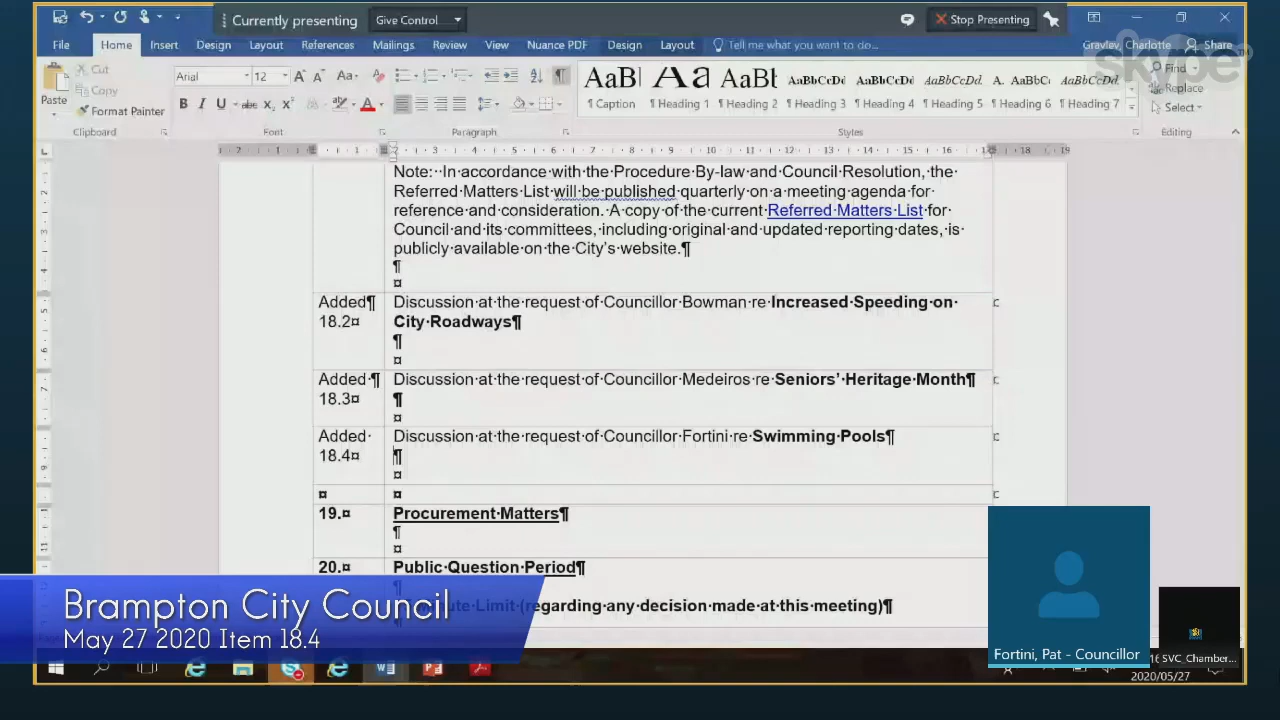 Currently presenting
Give Control
Stop Presenting
File Home Insert Design Layout References Mailings Review View Nuance PDF Design Layout Tell me what you want to do...
Gravlev, Charlotte Share
skype™
Cut
Copy
Paste
Format Painter
Clipboard
Arial 12
Font
Paragraph
AaBl AaB AaBb AaBbCcDd AaBbCcDd AaBbCcDd A. AaBbC AaBbCcDd
¶ Caption ¶ Heading 1 ¶ Heading 2 ¶ Heading 3 ¶ Heading 4 ¶ Heading 5 ¶ Heading 6 ¶ Heading 7
Styles
Find
Replace
Select
Editing
Note:··In·accordance·with·the·Procedure·By-law·and·Council·Resolution,·the·
Referred·Matters·List·will·be·published·quarterly·on·a·meeting·agenda·for·
reference·and·consideration.··A·copy·of·the·current·Referred·Matters·List·for·
Council·and·its·committees,·including·original·and·updated·reporting·dates,·is·
publicly·available·on·the·City's·website.¶
Added¶
18.2¤
Discussion·at·the·request·of·Councillor·Bowman·re·Increased·Speeding·on·
City·Roadways¶
Added·¶
18.3¤
Discussion·at·the·request·of·Councillor·Medeiros·re·Seniors'·Heritage·Month¶
Added·
18.4¤
Discussion·at·the·request·of·Councillor·Fortini·re·Swimming·Pools¶
19.¤ Procurement·Matters¶
20.¤ Public·Question·Period¶
Limit·(regarding·any·decision·made·at·this·meeting)¶
Brampton City Council
May 27 2020 Item 18.4
Fortini, Pat - Councillor
SVC_Chamber...
2020/05/27